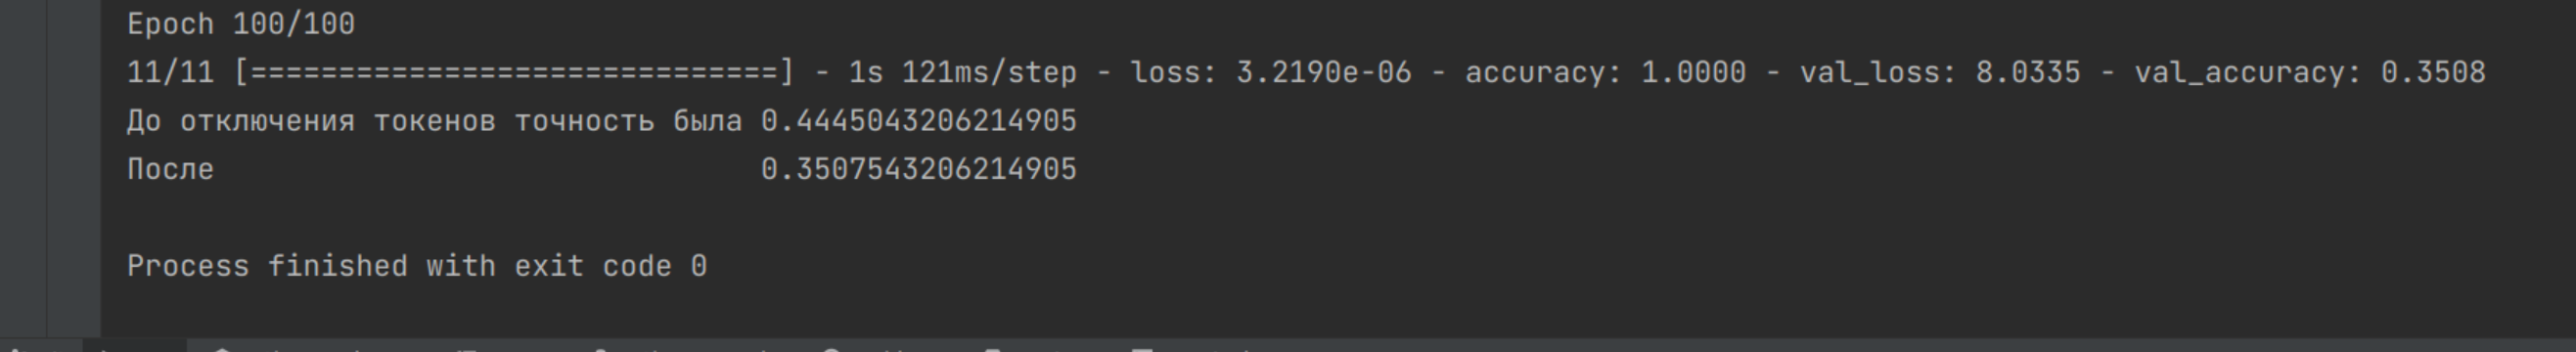 Epoch 100/100
11/11 [==============================] - 1s 121ms/step - loss: 3.2190e-06 - accuracy: 1.0000 - val_loss: 8.0335 - val_accuracy: 0.3508
До отключения токенов точность была 0.4445043206214905
После 0.3507543206214905
Process finished with exit code 0